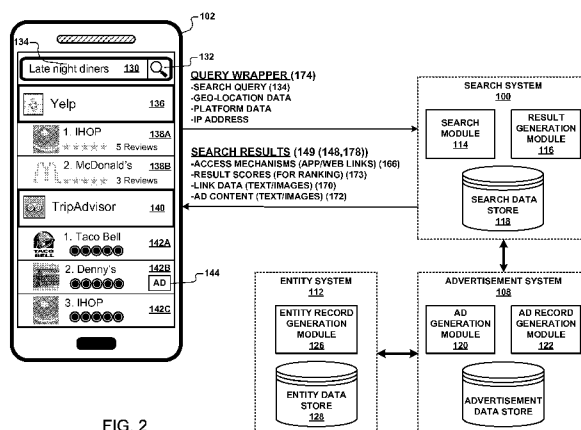 102
134
Late night diners 130
132
Yelp 136
1. IHOP 138A
5 Reviews
2. McDonald's 138B
3 Reviews
TripAdvisor 140
TACO BELL
1. Taco Bell 142A
2. Denny's 142B
AD
144
3. IHOP 142C
QUERY WRAPPER (174)
-SEARCH QUERY (134)
-GEO-LOCATION DATA
-PLATFORM DATA
-IP ADDRESS
SEARCH RESULTS (149 (148,178))
-ACCESS MECHANISMS (APP/WEB LINKS) (166)
-RESULT SCORES (FOR RANKING) (173)
-LINK DATA (TEXT/IMAGES) (170)
-AD CONTENT (TEXT/IMAGES) (172)
SEARCH SYSTEM
100
SEARCH MODULE
114
RESULT GENERATION MODULE
116
SEARCH DATA STORE
118
ENTITY SYSTEM
112
ENTITY RECORD GENERATION MODULE
126
ENTITY DATA STORE
128
ADVERTISEMENT SYSTEM
108
AD GENERATION MODULE
120
AD RECORD GENERATION MODULE
122
ADVERTISEMENT DATA STORE
FIG. 2